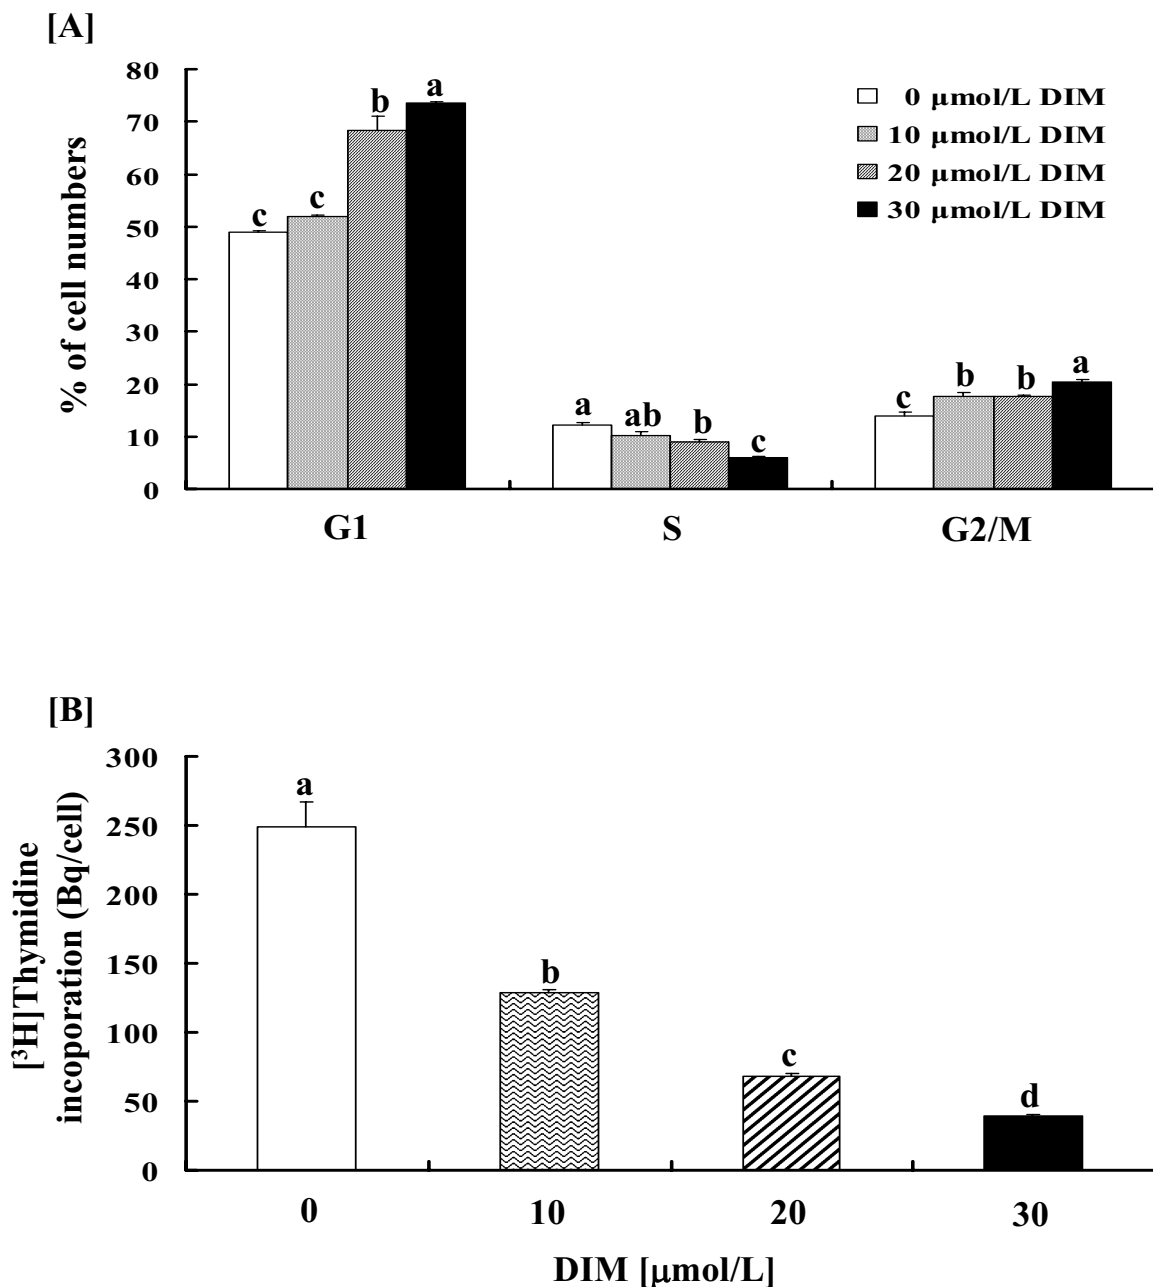 [A]
% of cell numbers
80
70
60
50
40
30
20
10
0
c c b a
a ab b c
c b b a
0 µmol/L DIM
10 µmol/L DIM
20 µmol/L DIM
30 µmol/L DIM
G1 S G2/M
[B]
[³H]Thymidine
incoporation (Bq/cell)
300
250
200
150
100
50
0
a b c d
0 10 20 30
DIM [µmol/L]